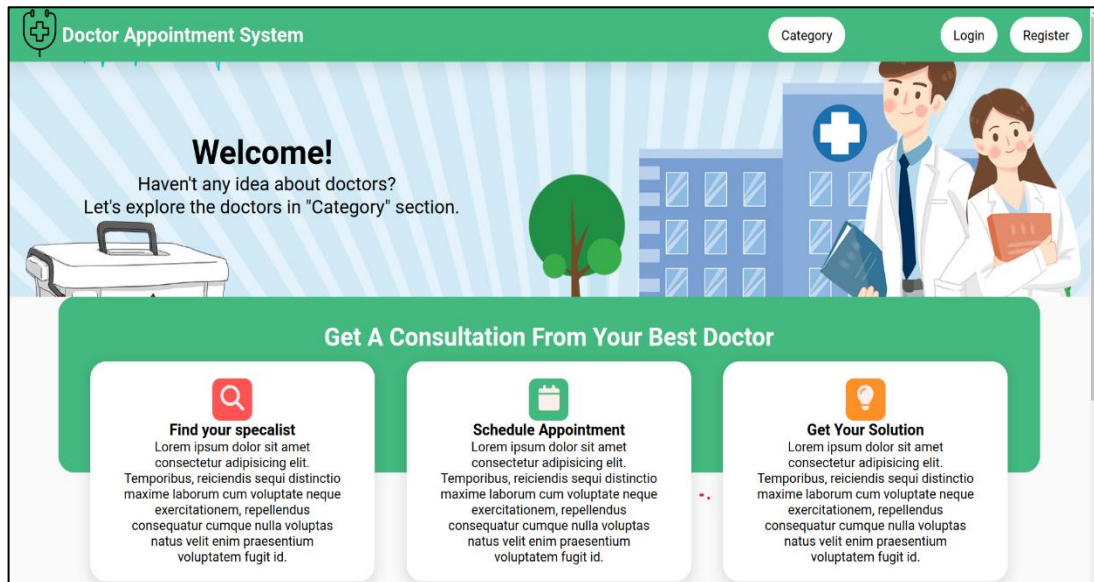 Doctor Appointment System
Category
Login
Register
Welcome!
Haven't any idea about doctors?
Let's explore the doctors in "Category" section.
Get A Consultation From Your Best Doctor
Find your specalist
Lorem ipsum dolor sit amet
consectetur adipisicing elit.
Temporibus, reiciendis sequi distinctio
maxime laborum cum voluptate neque
exercitationem, repellendus
consequatur cumque nulla voluptas
natus velit enim praesentium
voluptatem fugit id.
Schedule Appointment
Lorem ipsum dolor sit amet
consectetur adipisicing elit.
Temporibus, reiciendis sequi distinctio
maxime laborum cum voluptate neque
exercitationem, repellendus
consequatur cumque nulla voluptas
natus velit enim praesentium
voluptatem fugit id.
Get Your Solution
Lorem ipsum dolor sit amet
consectetur adipisicing elit.
Temporibus, reiciendis sequi distinctio
maxime laborum cum voluptate neque
exercitationem, repellendus
consequatur cumque nulla voluptas
natus velit enim praesentium
voluptatem fugit id.